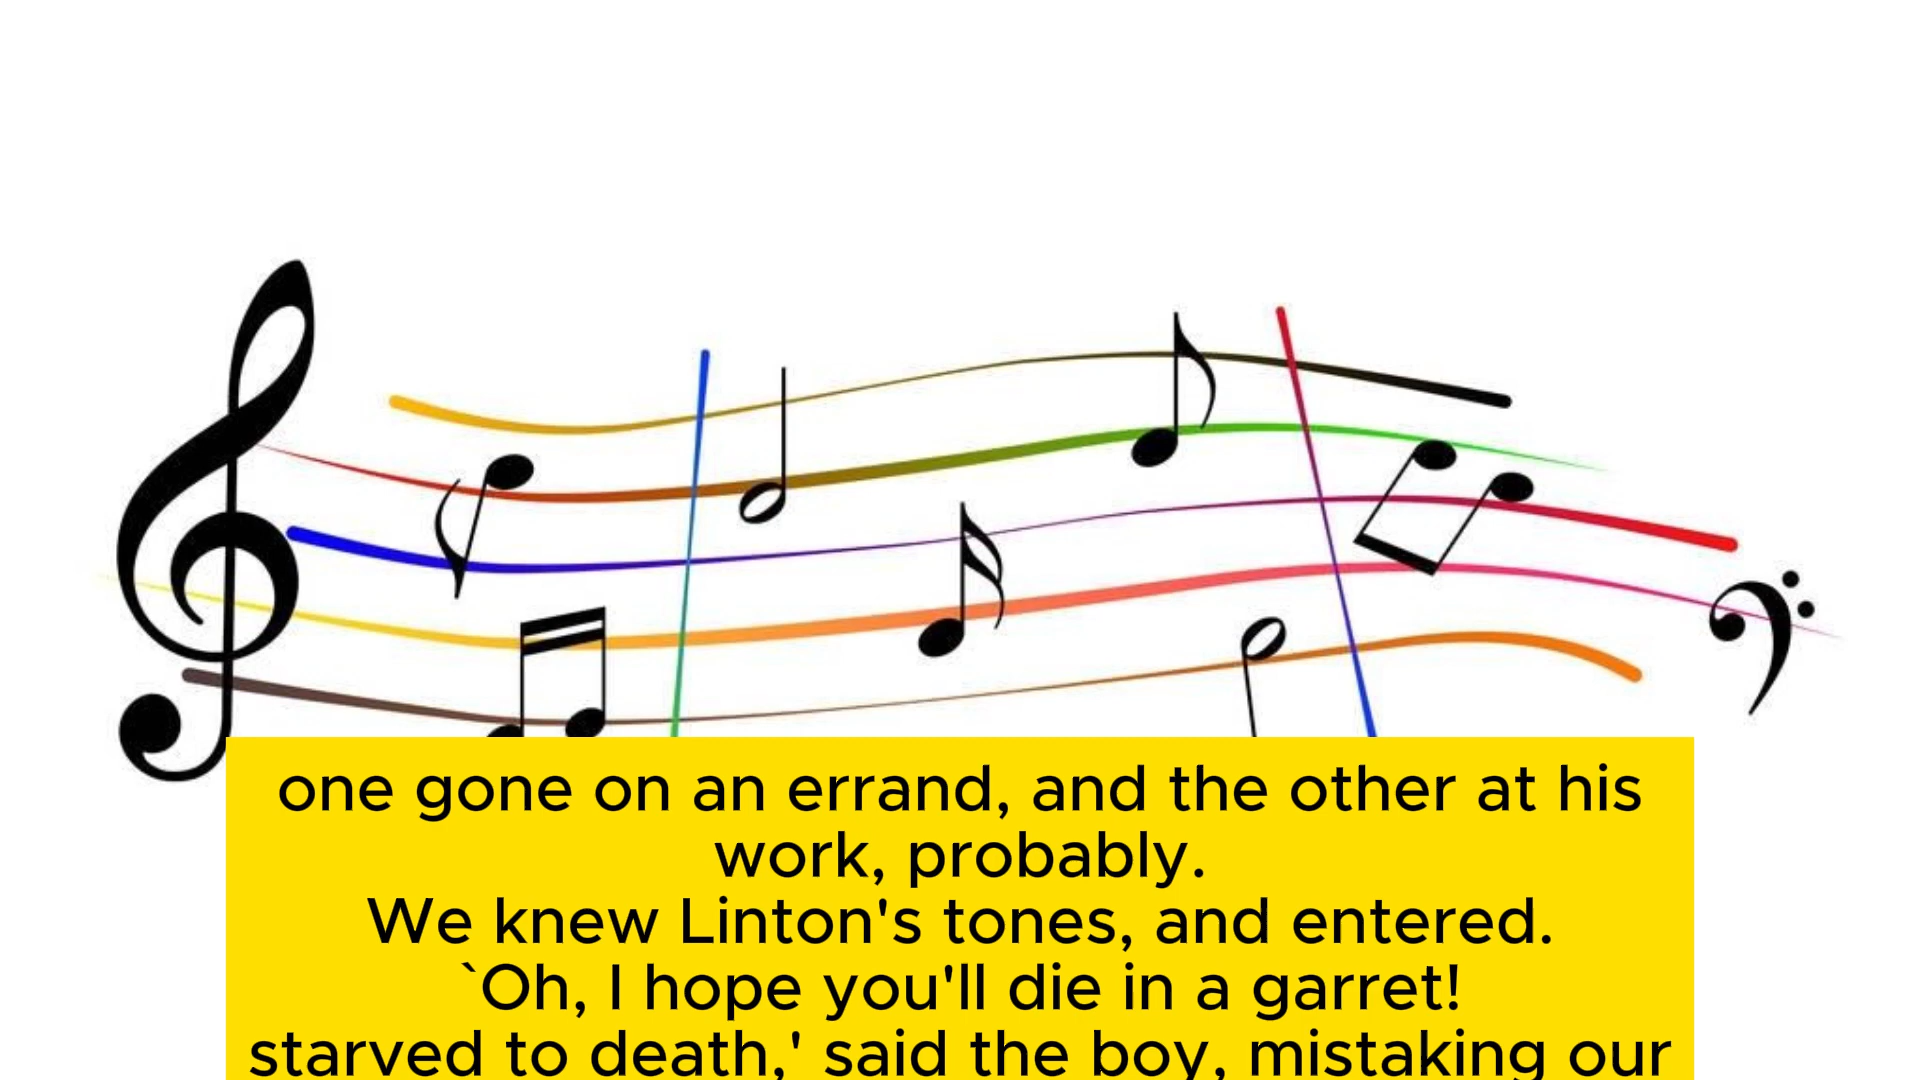 one gone on an errand, and the other at his
work, probably.
We knew Linton's tones, and entered.
`Oh, I hope you'll die in a garret!
starved to death,' said the boy, mistaking our